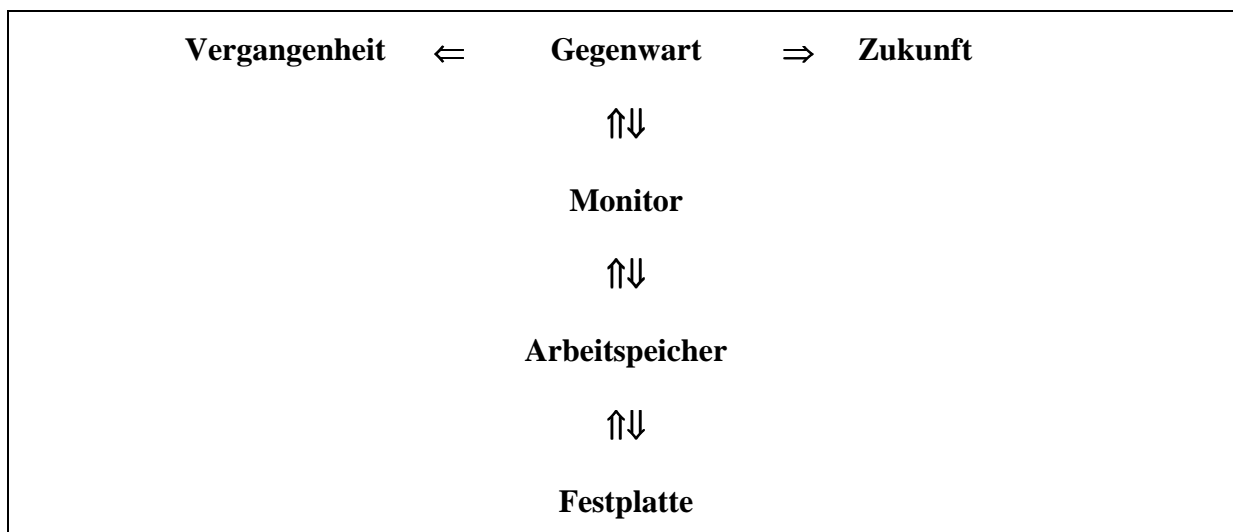 Vergangenheit ⇐ Gegenwart ⇒ Zukunft
⇑⇓
Monitor
⇑⇓
Arbeitspeicher
⇑⇓
Festplatte